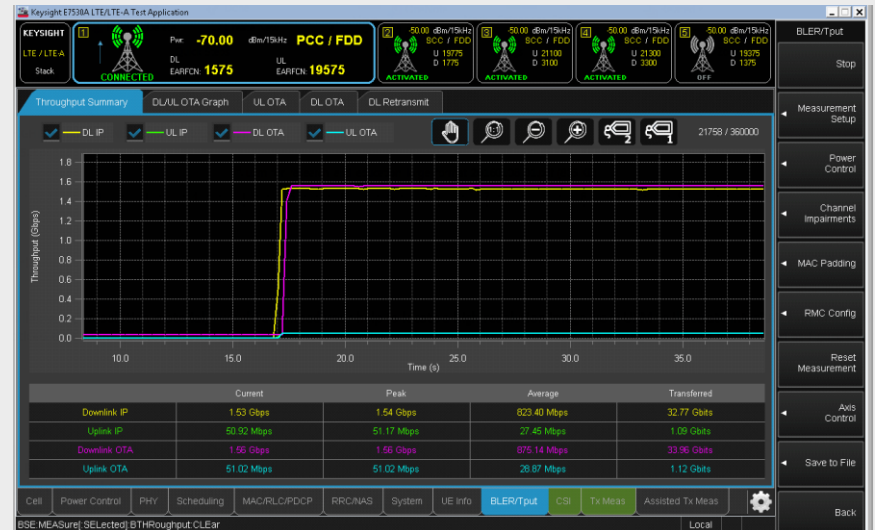 Keysight E7538A LTE/LTE-A Test Application
KEYSIGHT
LTE / LTE-A
Stack
1
CONNECTED
Pwr: -70.00 dBm/15kHz PCC / FDD
DL EARFCN: 1575
UL EARFCN: 19575
2
-50.00 dBm/15kHz
SCC / FDD
U 19775
D 1775
ACTIVATED
3
-50.00 dBm/15kHz
SCC / FDD
U 21100
D 3100
ACTIVATED
4
-50.00 dBm/15kHz
SCC / FDD
U 21300
D 3300
ACTIVATED
5
-50.00 dBm/15kHz
SCC / FDD
U 19375
D 1375
OFF
BLER/Tput
Stop
Measurement Setup
Power Control
Channel Impairments
MAC Padding
RMC Config
Reset Measurement
Axis Control
Save to File
Back
Throughput Summary DL/UL OTA Graph UL OTA DL OTA DL Retransmit
DL IP UL IP DL OTA UL OTA 1:1 2 1 21758 / 360000
Throughput (Gbps)
1.8
1.6
1.4
1.2
1.0
0.8
0.6
0.4
0.2
0.0
10.0 15.0 20.0 25.0 30.0 35.0
Time (s)
Current Peak Average Transferred
Downlink IP 1.53 Gbps 1.54 Gbps 823.40 Mbps 32.77 Gbits
Uplink IP 50.92 Mbps 51.17 Mbps 27.45 Mbps 1.09 Gbits
Downlink OTA 1.56 Gbps 1.56 Gbps 875.14 Mbps 33.96 Gbits
Uplink OTA 51.02 Mbps 51.02 Mbps 28.87 Mbps 1.12 Gbits
Cell Power Control PHY Scheduling MAC/RLC/PDCP RRC/NAS System UE Info BLER/Tput CSI Tx Meas Assisted Tx Meas
BSE:MEASure[:SELected]:BTHRoughput:CLEar Local